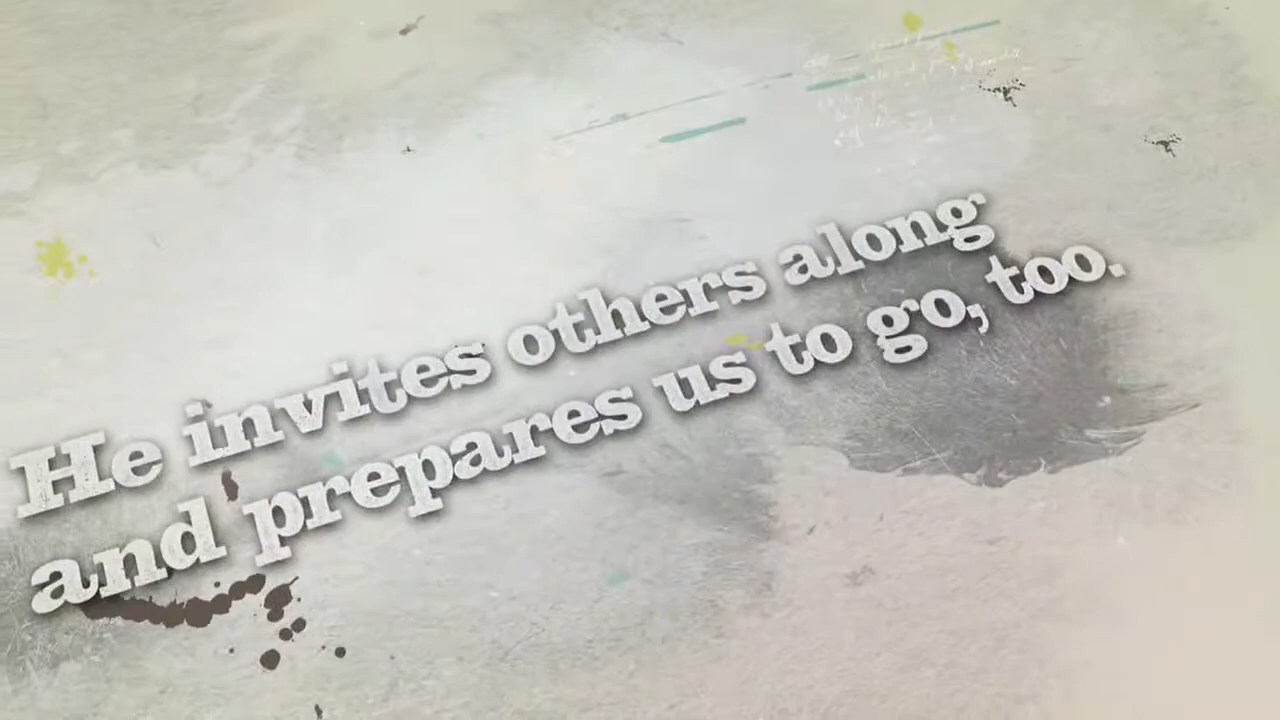 He invites others along
and prepares us to go, too.